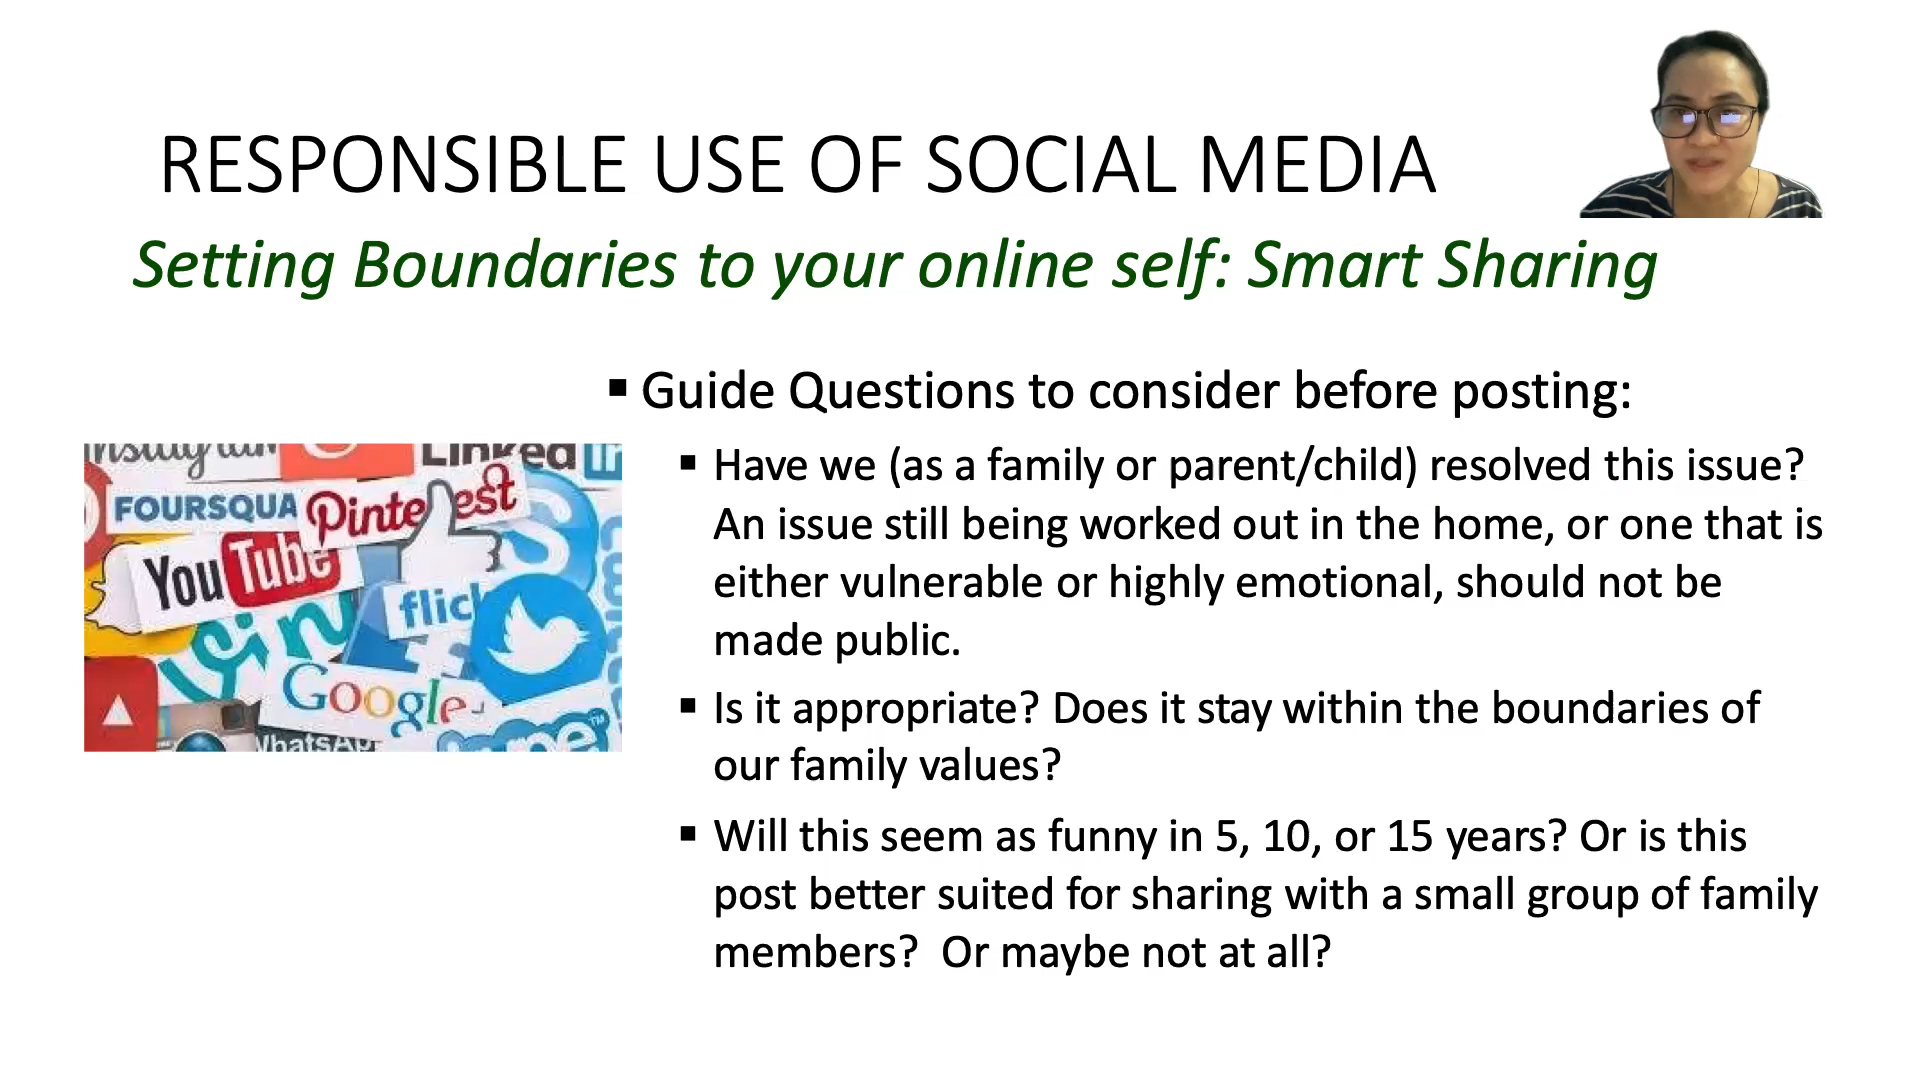 RESPONSIBLE USE OF SOCIAL MEDIA
Setting Boundaries to your online self: Smart Sharing
▪ Guide Questions to consider before posting:
▪ Have we (as a family or parent/child) resolved this issue?
An issue still being worked out in the home, or one that is
either vulnerable or highly emotional, should not be
made public.
▪ Is it appropriate? Does it stay within the boundaries of
our family values?
▪ Will this seem as funny in 5, 10, or 15 years? Or is this
post better suited for sharing with a small group of family
members?  Or maybe not at all?
Instagram
Linked in
FOURSQUA
Pinterest
YouTube
flick
Google
WhatsApp